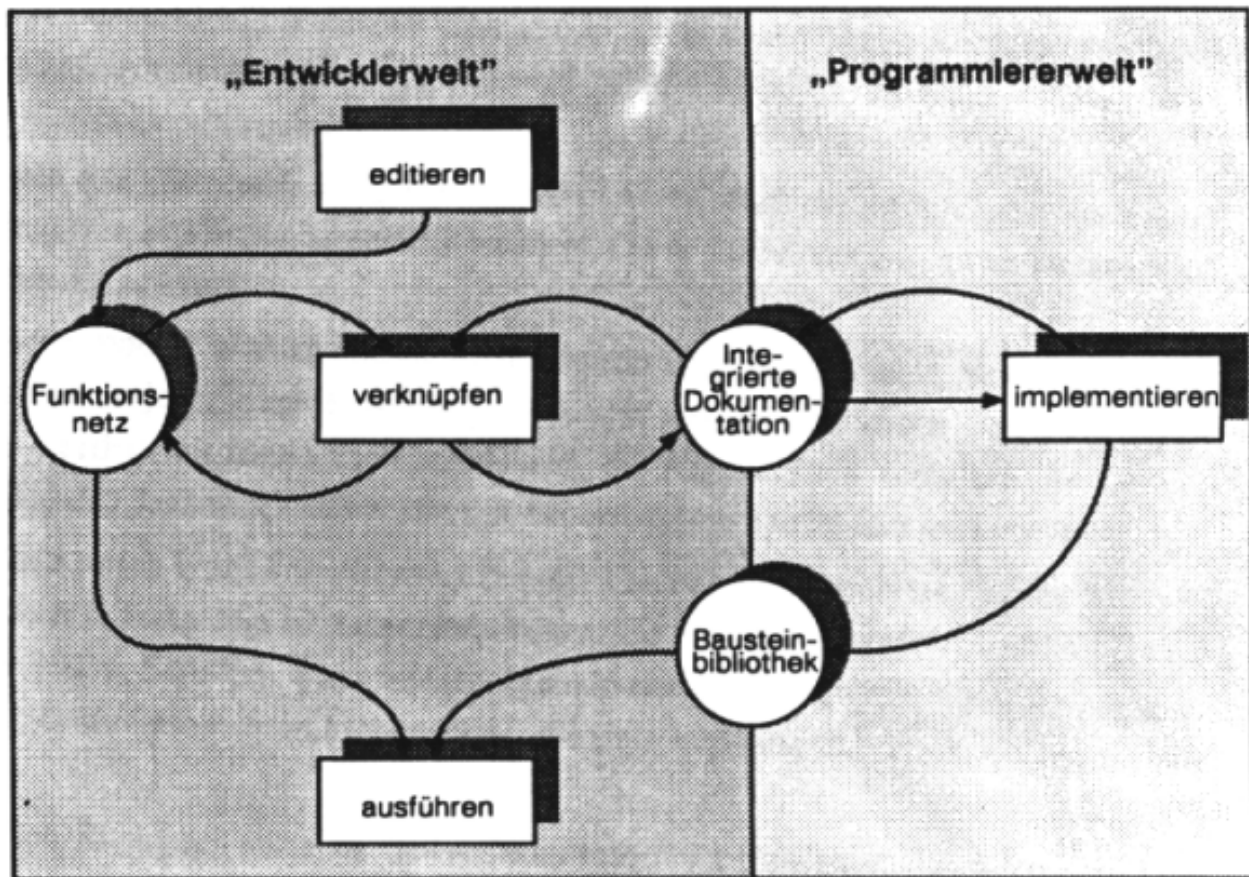 „Entwicklerwelt”
„Programmiererwelt”
editieren
Funktions-
netz
verknüpfen
Inte-
grierte
Dokumen-
tation
implementieren
Baustein-
bibliothek
ausführen